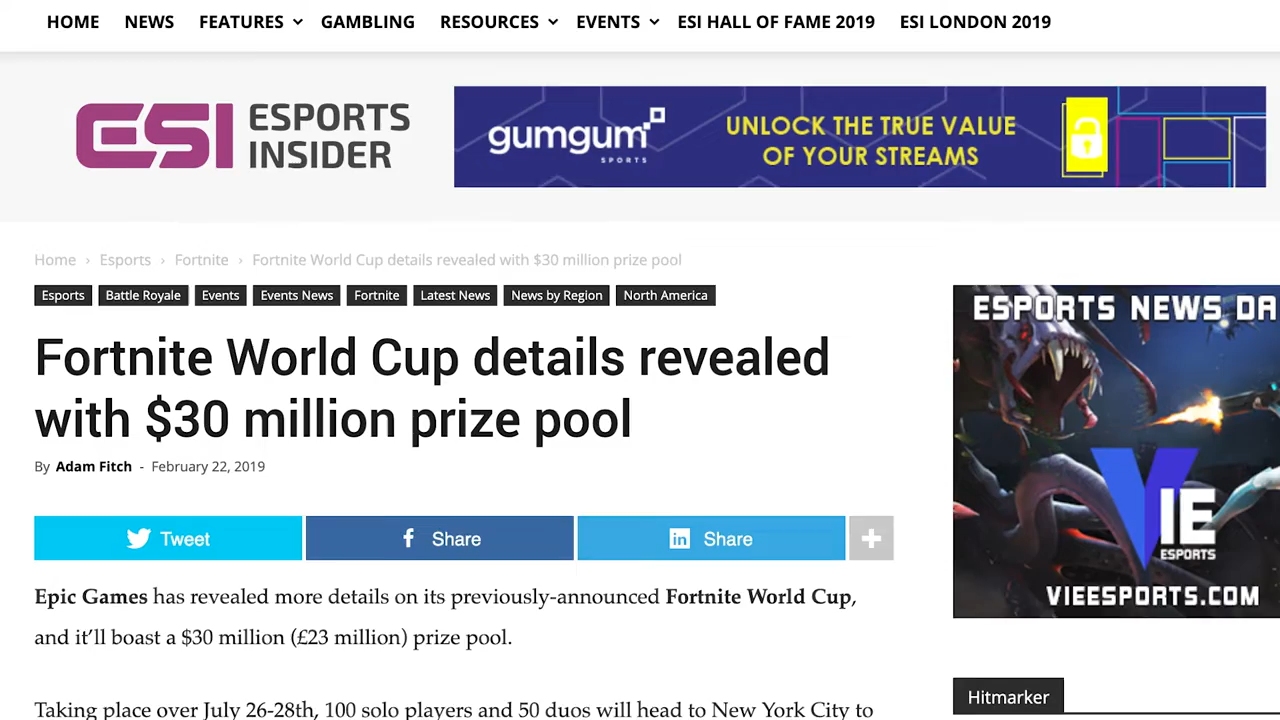 HOME NEWS FEATURES GAMBLING RESOURCES EVENTS ESI HALL OF FAME 2019 ESI LONDON 2019
ESI ESPORTS INSIDER
gumgum SPORTS
UNLOCK THE TRUE VALUE
OF YOUR STREAMS
Home › Esports › Fortnite › Fortnite World Cup details revealed with $30 million prize pool
Esports Battle Royale Events Events News Fortnite Latest News News by Region North America
Fortnite World Cup details revealed
with $30 million prize pool
By Adam Fitch - February 22, 2019
Tweet Share in Share +
Epic Games has revealed more details on its previously-announced Fortnite World Cup,
and it’ll boast a $30 million (£23 million) prize pool.
Taking place over July 26-28th, 100 solo players and 50 duos will head to New York City to
ESPORTS NEWS DA
VIE
ESPORTS
VIEESPORTS.COM
Hitmarker